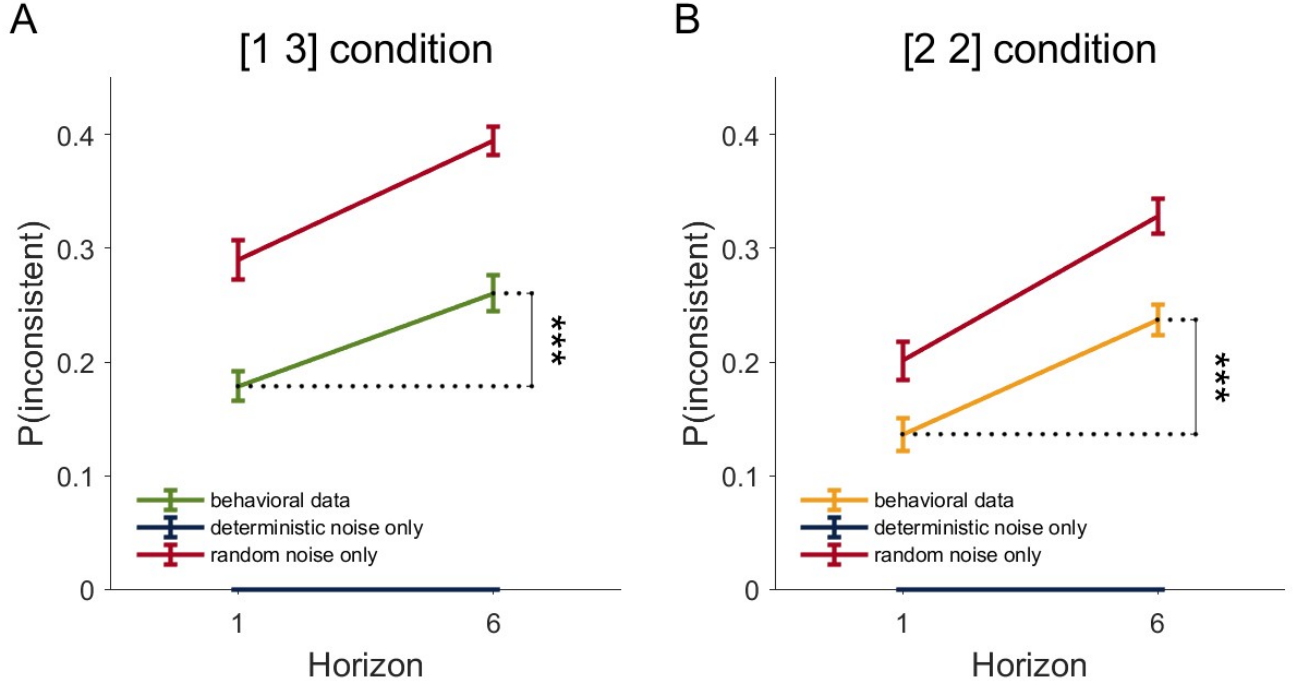 A
[1 3] condition
P(inconsistent)
0.4
0.3
0.2
0.1
0
***
behavioral data
deterministic noise only
random noise only
1
6
Horizon
B
[2 2] condition
P(inconsistent)
0.4
0.3
0.2
0.1
0
***
behavioral data
deterministic noise only
random noise only
1
6
Horizon